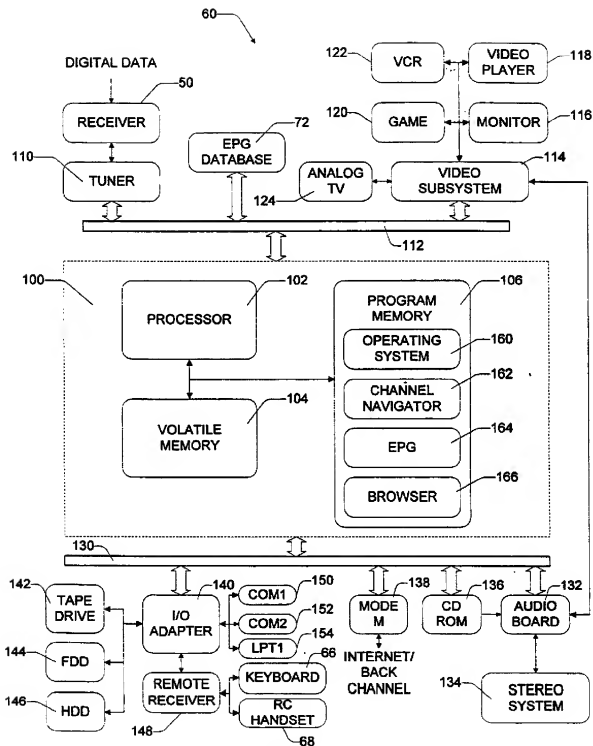 60
DIGITAL DATA
50
RECEIVER
110
TUNER
72
EPG
DATABASE
122
VCR
VIDEO
PLAYER
118
120
GAME
MONITOR
116
ANALOG
TV
124
VIDEO
SUBSYSTEM
114
112
100
102
PROCESSOR
104
VOLATILE
MEMORY
PROGRAM
MEMORY
106
OPERATING
SYSTEM
160
CHANNEL
NAVIGATOR
162
EPG
164
BROWSER
166
130
142
TAPE
DRIVE
144
FDD
146
HDD
140
I/O
ADAPTER
REMOTE
RECEIVER
148
COM1
150
COM2
152
LPT1
154
66
KEYBOARD
RC
HANDSET
68
138
MODE
M
INTERNET/
BACK
CHANNEL
136
CD
ROM
132
AUDIO
BOARD
134
STEREO
SYSTEM